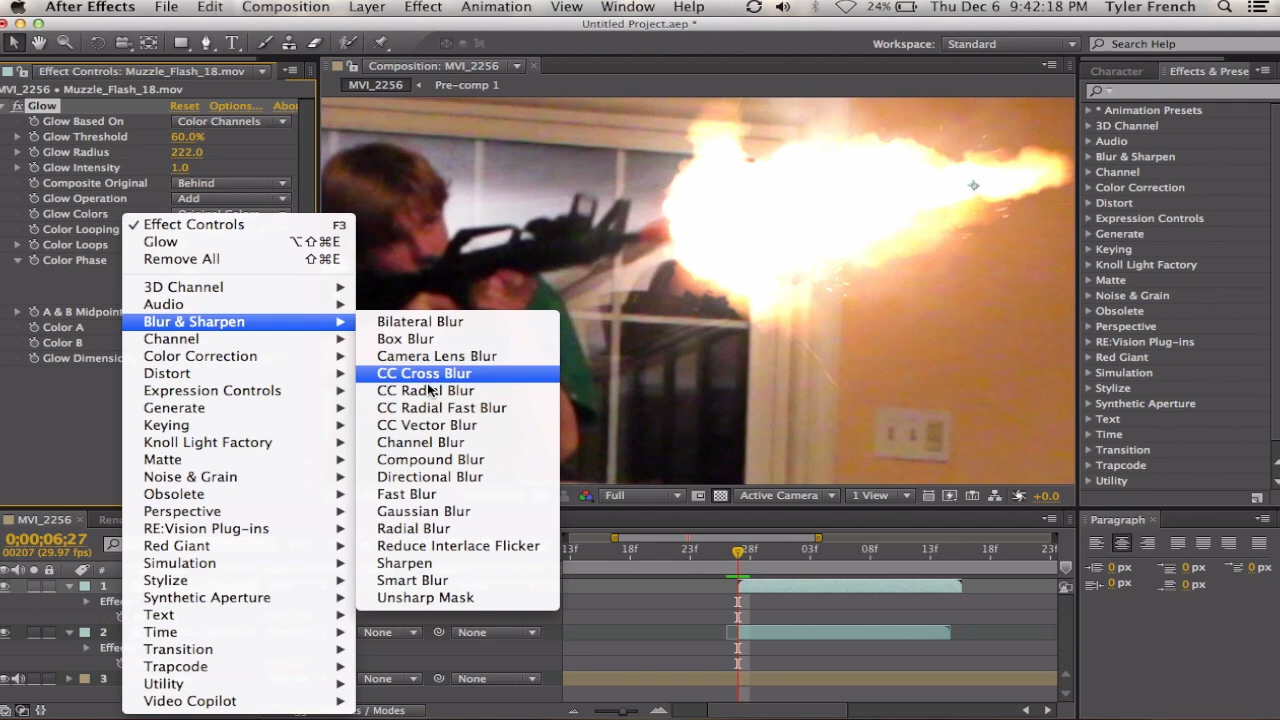 After Effects File Edit Composition Layer Effect Animation View Window Help 24% Thu Dec 6 9:42:18 PM Tyler French
Untitled Project.aep *
Workspace: Standard Search Help
Effect Controls: Muzzle_Flash_18.mov
Composition: MVI_2256
Character Effects & Prese
MVI_2256 • Muzzle_Flash_18.mov
MVI_2256 Pre-comp 1
fx Glow Reset Options... Abo
Glow Based On Color Channels
Glow Threshold 60.0%
Glow Radius 222.0
Glow Intensity 1.0
Composite Original Behind
Glow Operation Add
Glow Colors
Color Looping
Color Loops
Color Phase
A & B Midpoint
Color A
Color B
Glow Dimensio
Effect Controls F3
Glow ⌥⇧⌘E
Remove All ⇧⌘E
3D Channel
Audio
Blur & Sharpen
Channel
Color Correction
Distort
Expression Controls
Generate
Keying
Knoll Light Factory
Matte
Noise & Grain
Obsolete
Perspective
RE:Vision Plug-ins
Red Giant
Simulation
Stylize
Synthetic Aperture
Text
Time
Transition
Trapcode
Utility
Video Copilot
Bilateral Blur
Box Blur
Camera Lens Blur
CC Cross Blur
CC Radial Blur
CC Radial Fast Blur
CC Vector Blur
Channel Blur
Compound Blur
Directional Blur
Fast Blur
Gaussian Blur
Radial Blur
Reduce Interlace Flicker
Sharpen
Smart Blur
Unsharp Mask
* Animation Presets
3D Channel
Audio
Blur & Sharpen
Channel
Color Correction
Distort
Expression Controls
Generate
Keying
Knoll Light Factory
Matte
Noise & Grain
Obsolete
Perspective
RE:Vision Plug-ins
Red Giant
Simulation
Stylize
Synthetic Aperture
Text
Time
Transition
Trapcode
Utility
Full Active Camera 1 View +0.0
MVI_2256 Ren
0;00;06;27
00207 (29.97 fps)
13f 18f 23f 28f 03f 08f 13f 18f 23f
# 
1
Effec
2 None None
Effec
3 None None
/ Modes
Paragraph
0 px 0 px 0 px
0 px 0 px